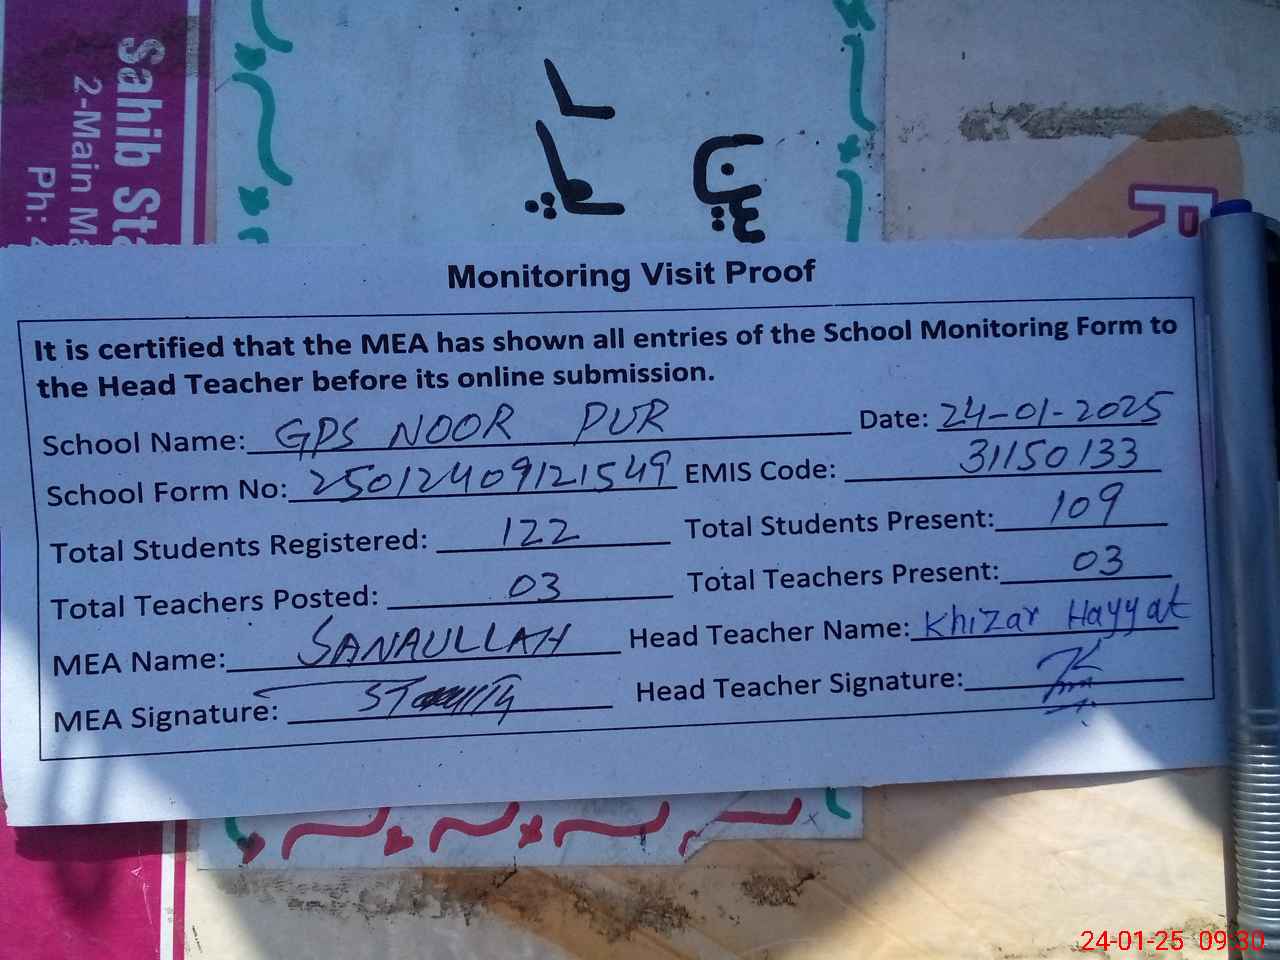 Sahib St
2-Main Ma
Ph:
R
Monitoring Visit Proof
It is certified that the MEA has shown all entries of the School Monitoring Form to
the Head Teacher before its online submission.
School Name: GPS NOOR PUR Date: 24-01-2025
School Form No: 25012409121549 EMIS Code: 31150133
Total Students Registered: 122 Total Students Present: 109
Total Teachers Posted: 03 Total Teachers Present: 03
MEA Name: SANAULLAH Head Teacher Name: Khizar Hayyat
MEA Signature: Head Teacher Signature:
24-01-25 09:30